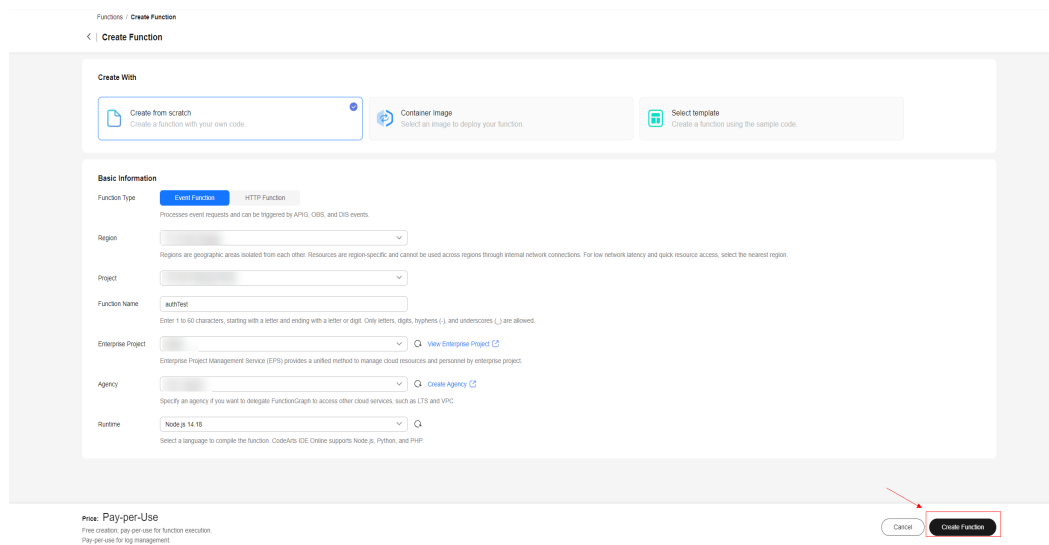 Functions / Create Function
Create Function
Create With
Create from scratch
Create a function with your own code.
Container Image
Select an image to deploy your function.
Select template
Create a function using the sample code.
Basic Information
Function Type
Event Function
HTTP Function
Processes event requests and can be triggered by APIG, OBS, and DIS events.
Region
Regions are geographic areas isolated from each other. Resources are region-specific and cannot be used across regions through internal network connections. For low network latency and quick resource access, select the nearest region.
Project
Function Name
authTest
Enter 1 to 60 characters, starting with a letter and ending with a letter or digit. Only letters, digits, hyphens (-), and underscores (_) are allowed.
Enterprise Project
View Enterprise Project
Enterprise Project Management Service (EPS) provides a unified method to manage cloud resources and personnel by enterprise project.
Agency
Create Agency
Specify an agency if you want to delegate FunctionGraph to access other cloud services, such as LTS and VPC.
Runtime
Node.js 14.18
Select a language to compile the function. CodeArts IDE Online supports Node.js, Python, and PHP.
Price: Pay-per-Use
Free creation; pay-per-use for function execution.
Pay-per-use for log management.
Cancel
Create Function